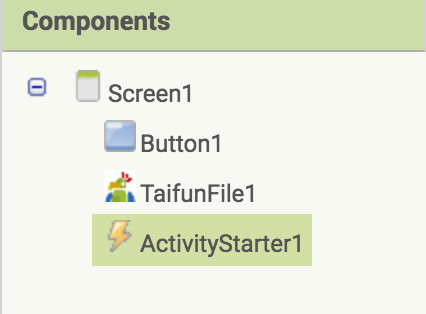 Components
Screen1
Button1
TaifunFile1
ActivityStarter1